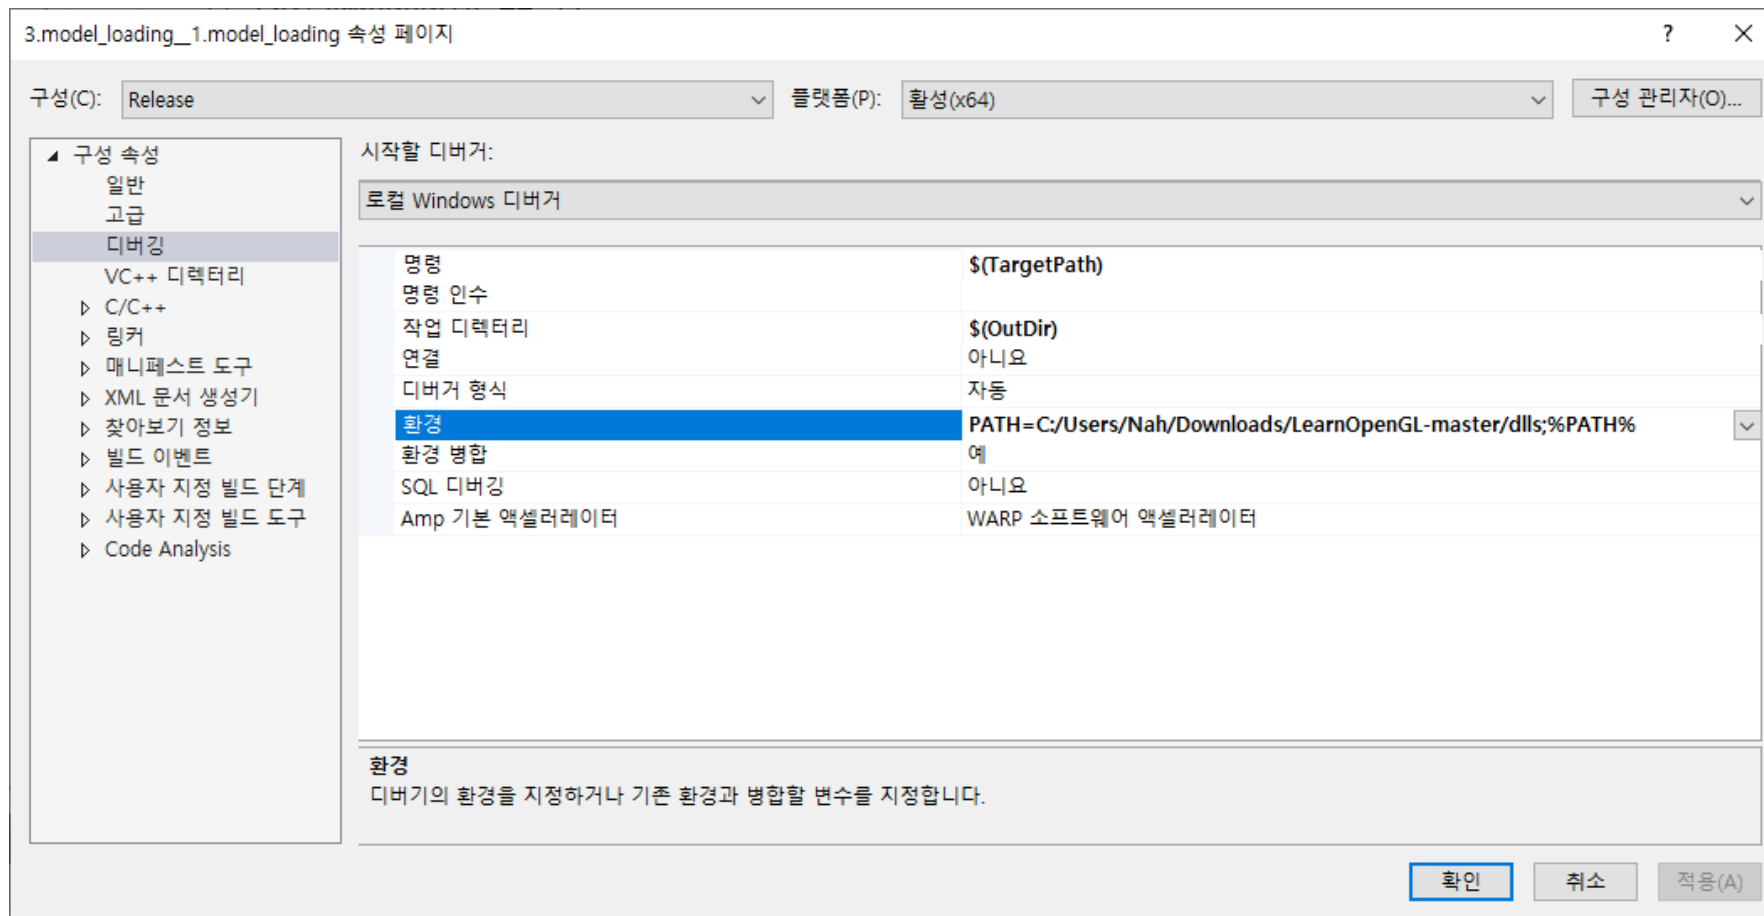 3.model_loading__1.model_loading 속성 페이지
구성(C): Release 플랫폼(P): 활성(x64) 구성 관리자(O)...
구성 속성
일반
고급
디버깅
VC++ 디렉터리
C/C++
링커
매니페스트 도구
XML 문서 생성기
찾아보기 정보
빌드 이벤트
사용자 지정 빌드 단계
사용자 지정 빌드 도구
Code Analysis
시작할 디버거:
로컬 Windows 디버거
명령 $(TargetPath)
명령 인수
작업 디렉터리 $(OutDir)
연결 아니요
디버거 형식 자동
환경 PATH=C:/Users/Nah/Downloads/LearnOpenGL-master/dlls;%PATH%
환경 병합 예
SQL 디버깅 아니요
Amp 기본 액셀러레이터 WARP 소프트웨어 액셀러레이터
환경
디버기의 환경을 지정하거나 기존 환경과 병합할 변수를 지정합니다.
확인 취소 적용(A)